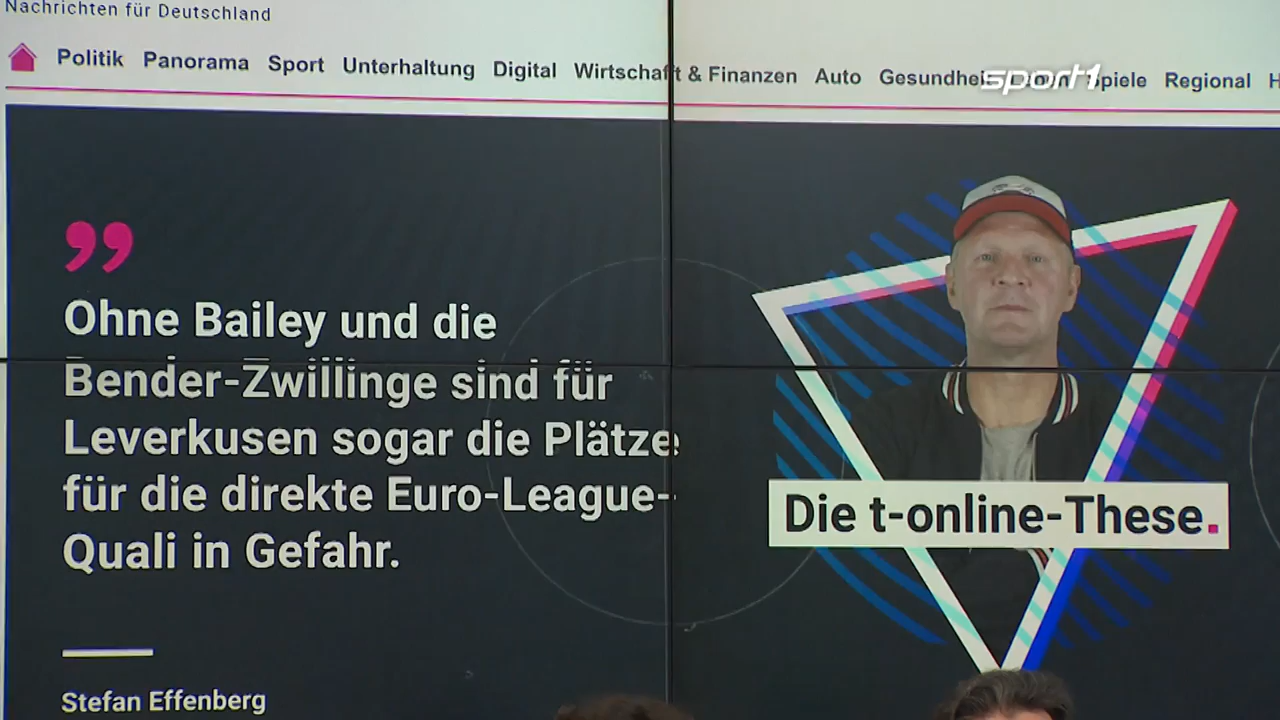 Nachrichten für Deutschland
Politik Panorama Sport Unterhaltung Digital Wirtschaft & Finanzen Auto Spiele Regional
sport1
”
Ohne Bailey und die
Bender-Zwillinge sind für
Leverkusen sogar die Plätze
für die direkte Euro-League-
Quali in Gefahr.
Die t-online-These.
Stefan Effenberg